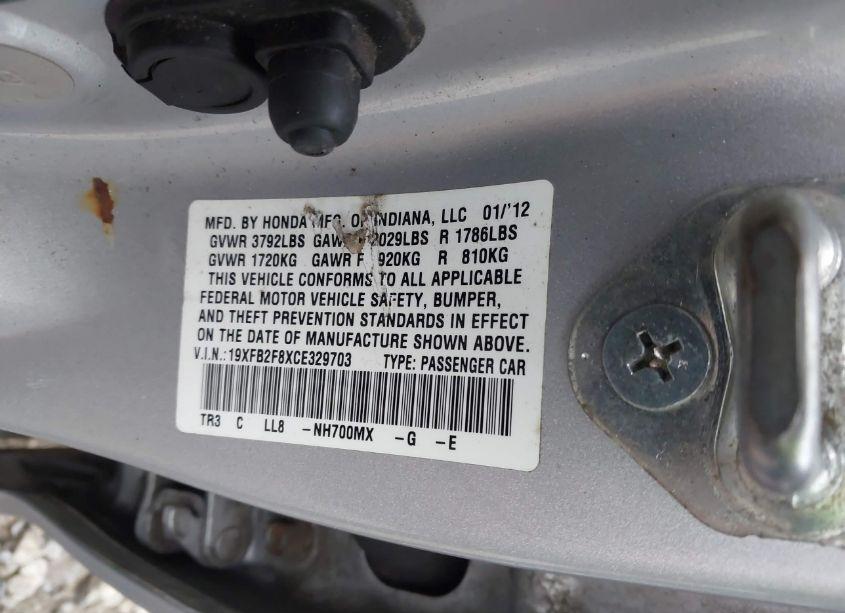 MFD. BY HONDA MFG. OF INDIANA, LLC 01/'12
GVWR 3792LBS GAWR 2029LBS R 1786LBS
GVWR 1720KG GAWR F 920KG R 810KG
THIS VEHICLE CONFORMS TO ALL APPLICABLE
FEDERAL MOTOR VEHICLE SAFETY, BUMPER,
AND THEFT PREVENTION STANDARDS IN EFFECT
ON THE DATE OF MANUFACTURE SHOWN ABOVE.
V.I.N.:19XFB2F8XCE329703 TYPE: PASSENGER CAR
TR3 C LL8 -NH700MX -G -E